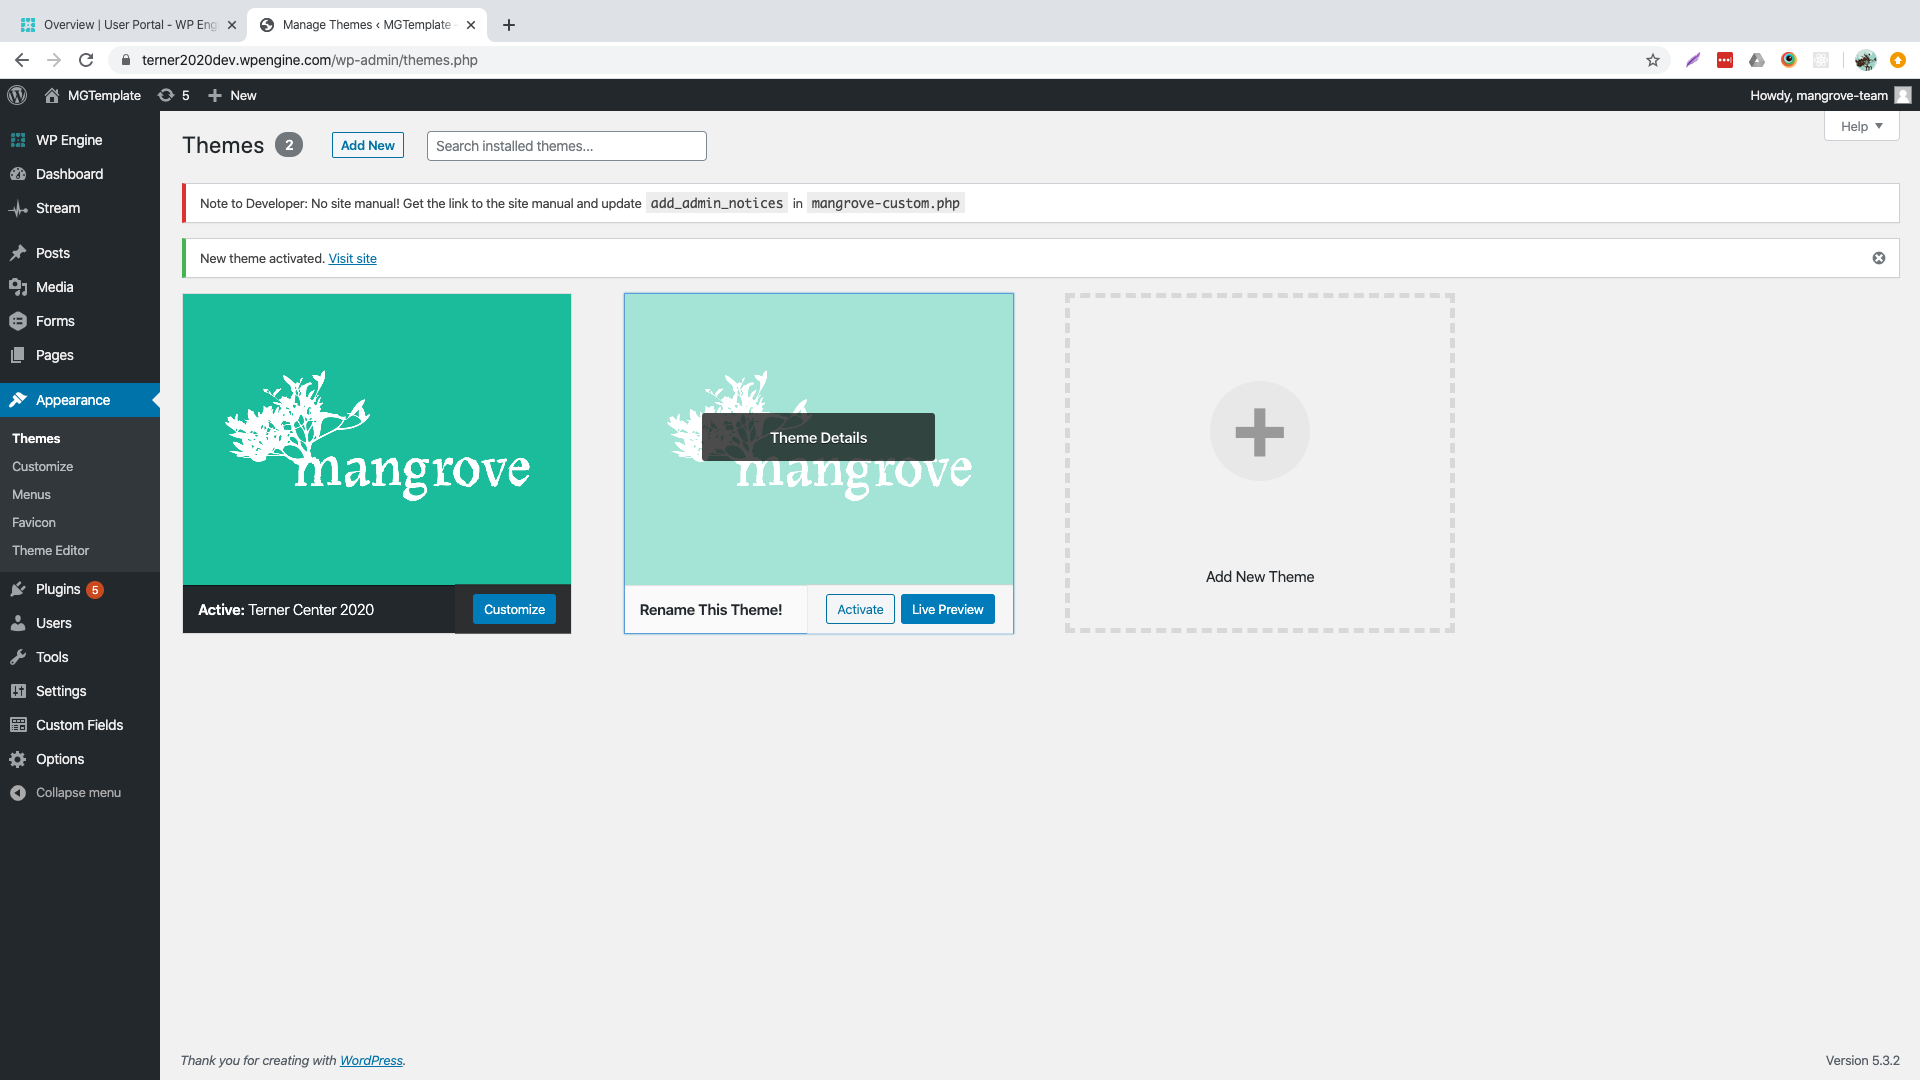 Overview | User Portal - WP Eng
Manage Themes ‹ MGTemplate -
terner2020dev.wpengine.com/wp-admin/themes.php
MGTemplate
5
New
Howdy, mangrove-team
WP Engine
Dashboard
Stream
Posts
Media
Forms
Pages
Appearance
Themes
Customize
Menus
Favicon
Theme Editor
Plugins 5
Users
Tools
Settings
Custom Fields
Options
Collapse menu
Help
Themes 2
Add New
Search installed themes...
Note to Developer: No site manual! Get the link to the site manual and update add_admin_notices in mangrove-custom.php
New theme activated. Visit site
mangrove
Active: Terner Center 2020
Customize
Theme Details
mangrove
Rename This Theme!
Activate
Live Preview
Add New Theme
Thank you for creating with WordPress.
Version 5.3.2